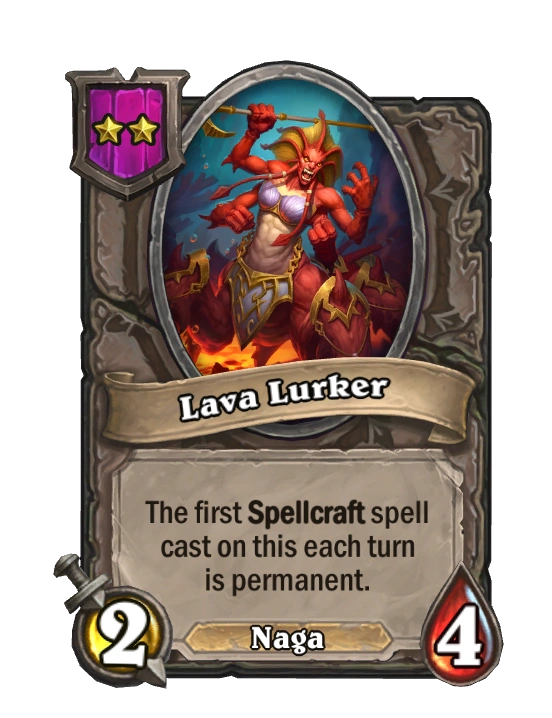 Lava Lurker
The first Spellcraft spell
cast on this each turn
is permanent.
2
Naga
4